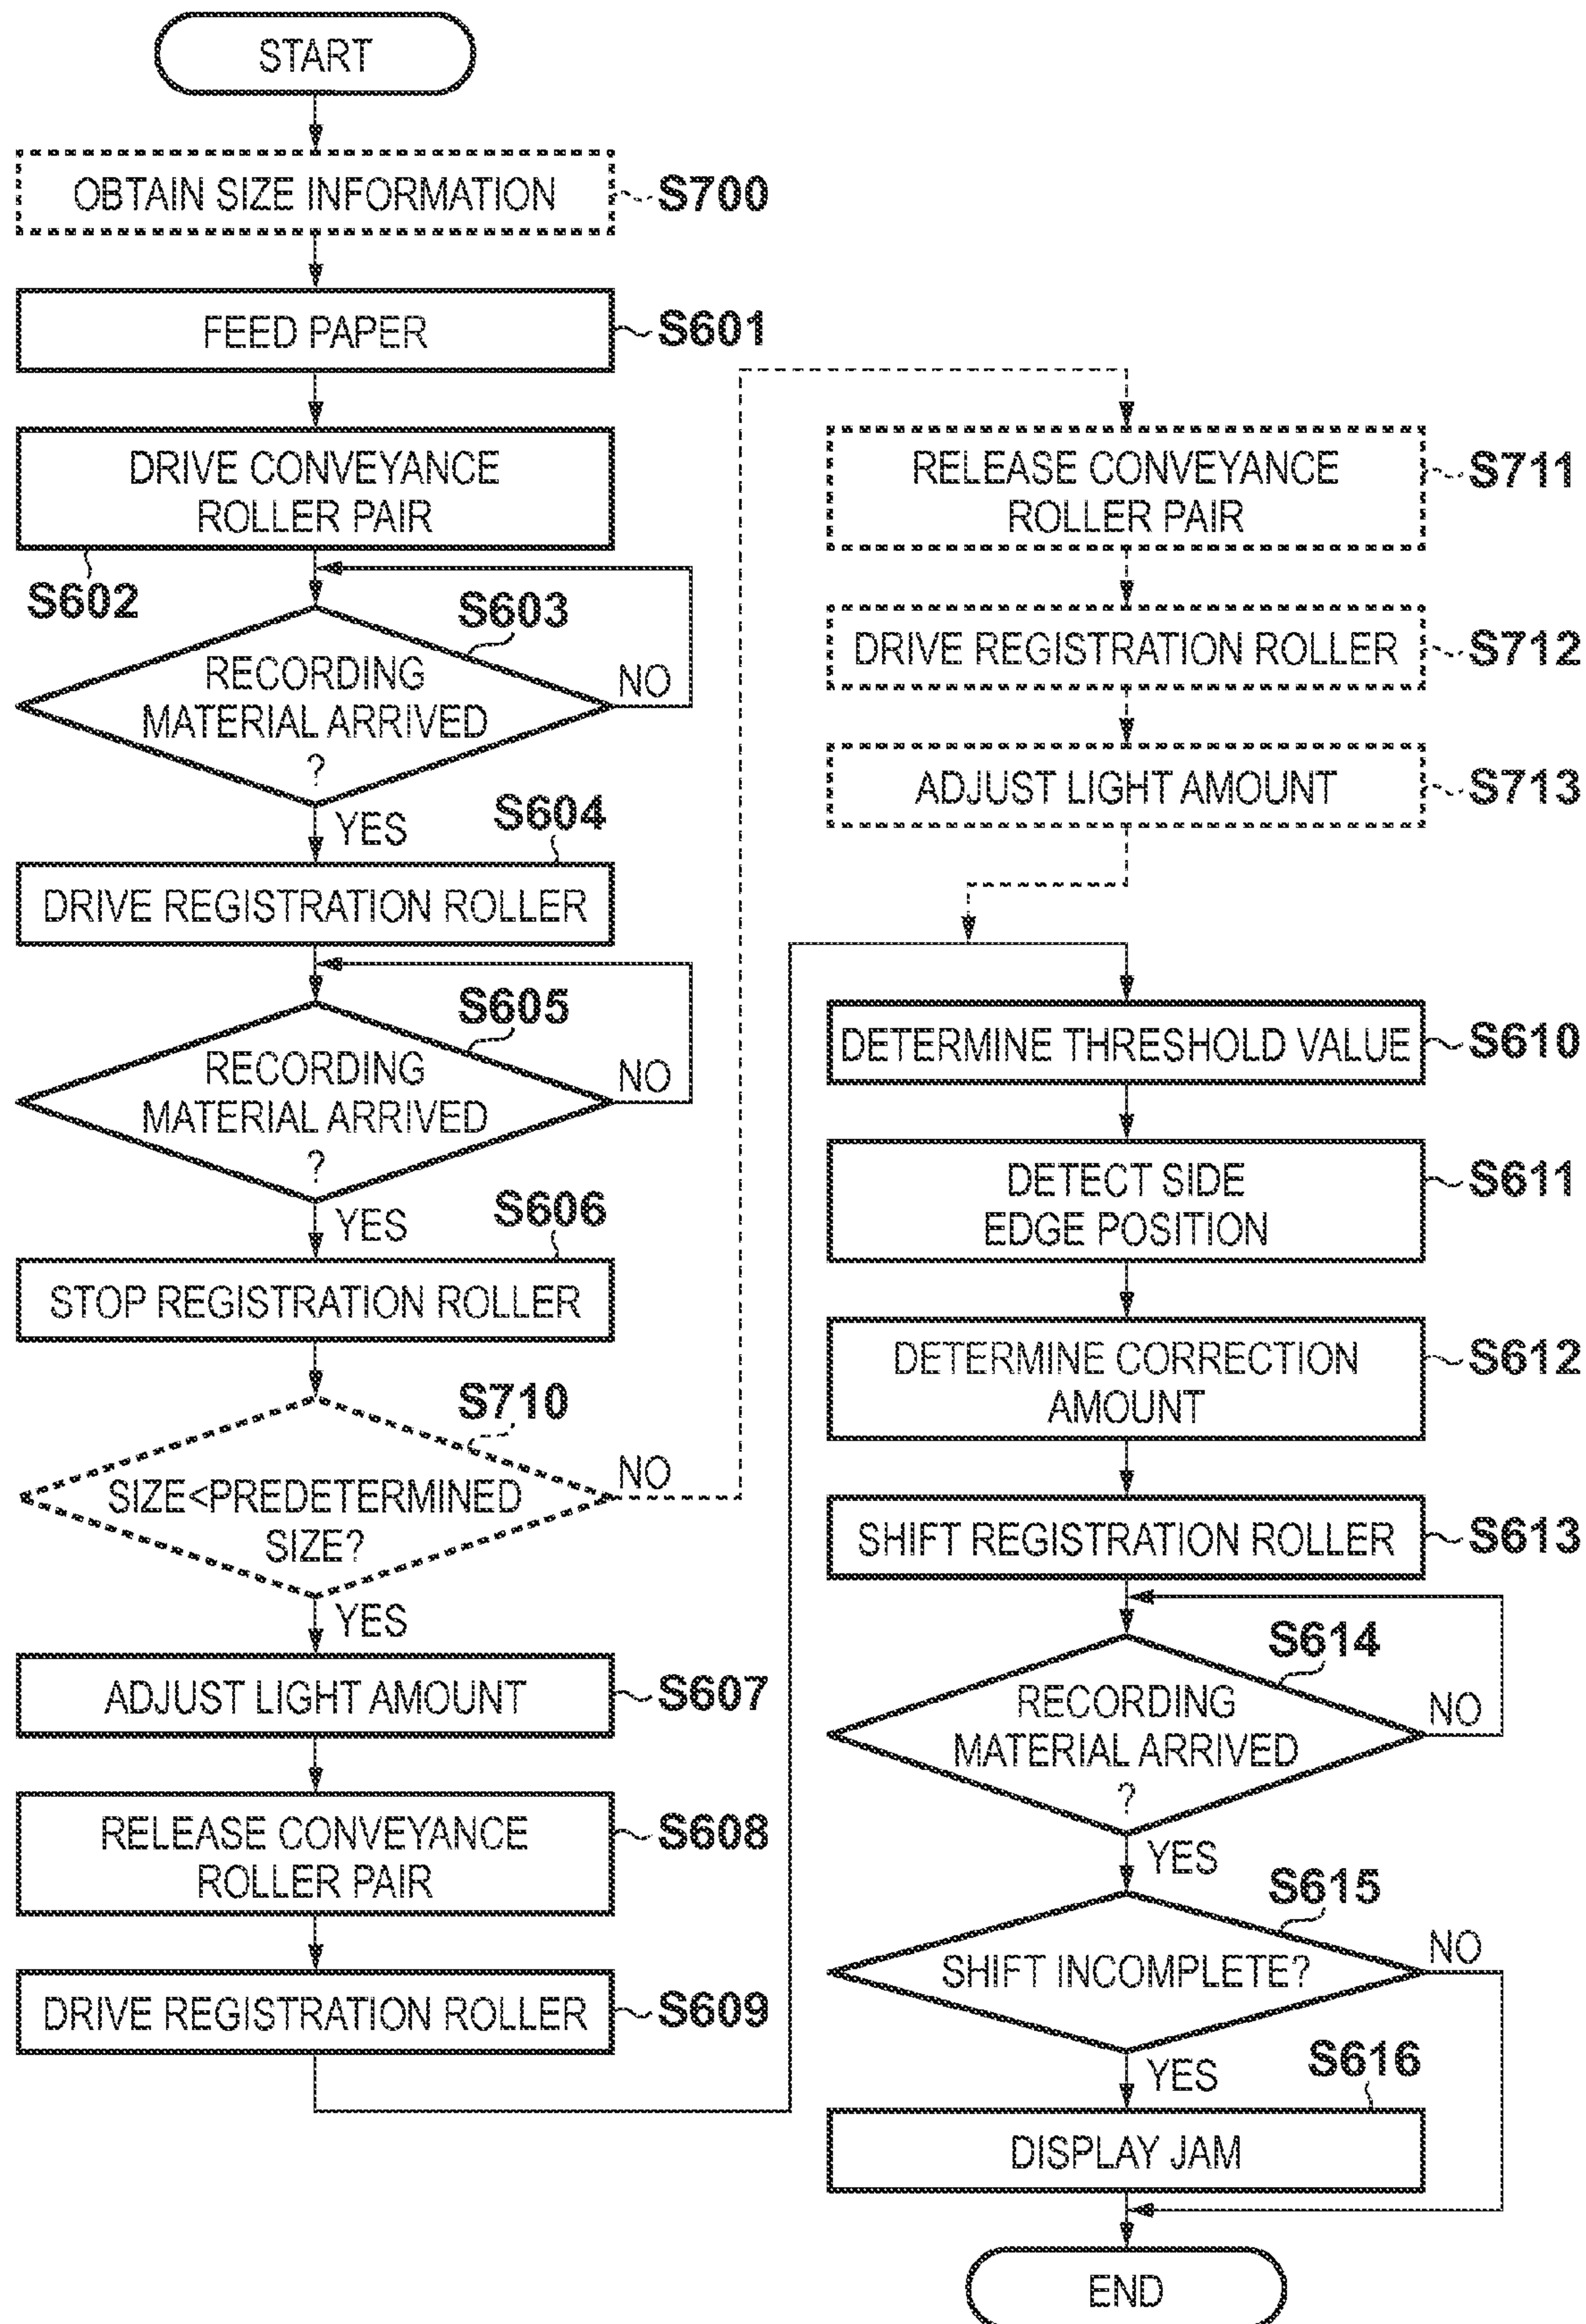 START
OBTAIN SIZE INFORMATION
S700
FEED PAPER
S601
DRIVE CONVEYANCE
ROLLER PAIR
S602
S603
RECORDING
MATERIAL ARRIVED
?
NO
YES
S604
DRIVE REGISTRATION ROLLER
S605
RECORDING
MATERIAL ARRIVED
?
NO
YES
S606
STOP REGISTRATION ROLLER
S710
SIZE<PREDETERMINED
SIZE?
NO
YES
ADJUST LIGHT AMOUNT
S607
RELEASE CONVEYANCE
ROLLER PAIR
S608
DRIVE REGISTRATION ROLLER
S609
RELEASE CONVEYANCE
ROLLER PAIR
S711
DRIVE REGISTRATION ROLLER
S712
ADJUST LIGHT AMOUNT
S713
DETERMINE THRESHOLD VALUE
S610
DETECT SIDE
EDGE POSITION
S611
DETERMINE CORRECTION
AMOUNT
S612
SHIFT REGISTRATION ROLLER
S613
S614
RECORDING
MATERIAL ARRIVED
?
NO
YES
S615
SHIFT INCOMPLETE?
NO
YES
S616
DISPLAY JAM
END